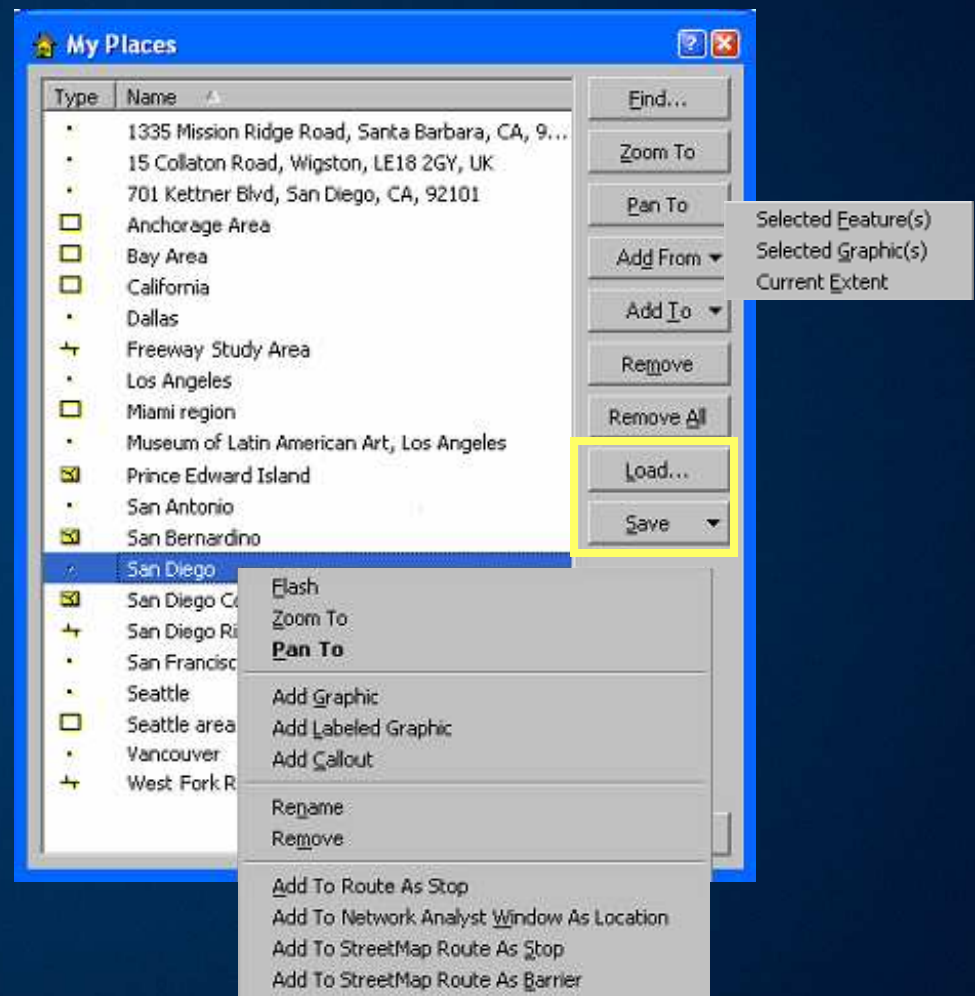 My Places
Type Name
1335 Mission Ridge Road, Santa Barbara, CA, 9...
15 Collaton Road, Wigston, LE18 2GY, UK
701 Kettner Blvd, San Diego, CA, 92101
Anchorage Area
Bay Area
California
Dallas
Freeway Study Area
Los Angeles
Miami region
Museum of Latin American Art, Los Angeles
Prince Edward Island
San Antonio
San Bernardino
San Diego
San Diego Co
San Diego Ri
San Francisc
Seattle
Seattle area
Vancouver
West Fork R
Find...
Zoom To
Pan To
Add From
Add To
Remove
Remove All
Load...
Save
Selected Feature(s)
Selected Graphic(s)
Current Extent
Flash
Zoom To
Pan To
Add Graphic
Add Labeled Graphic
Add Callout
Rename
Remove
Add To Route As Stop
Add To Network Analyst Window As Location
Add To StreetMap Route As Stop
Add To StreetMap Route As Barrier